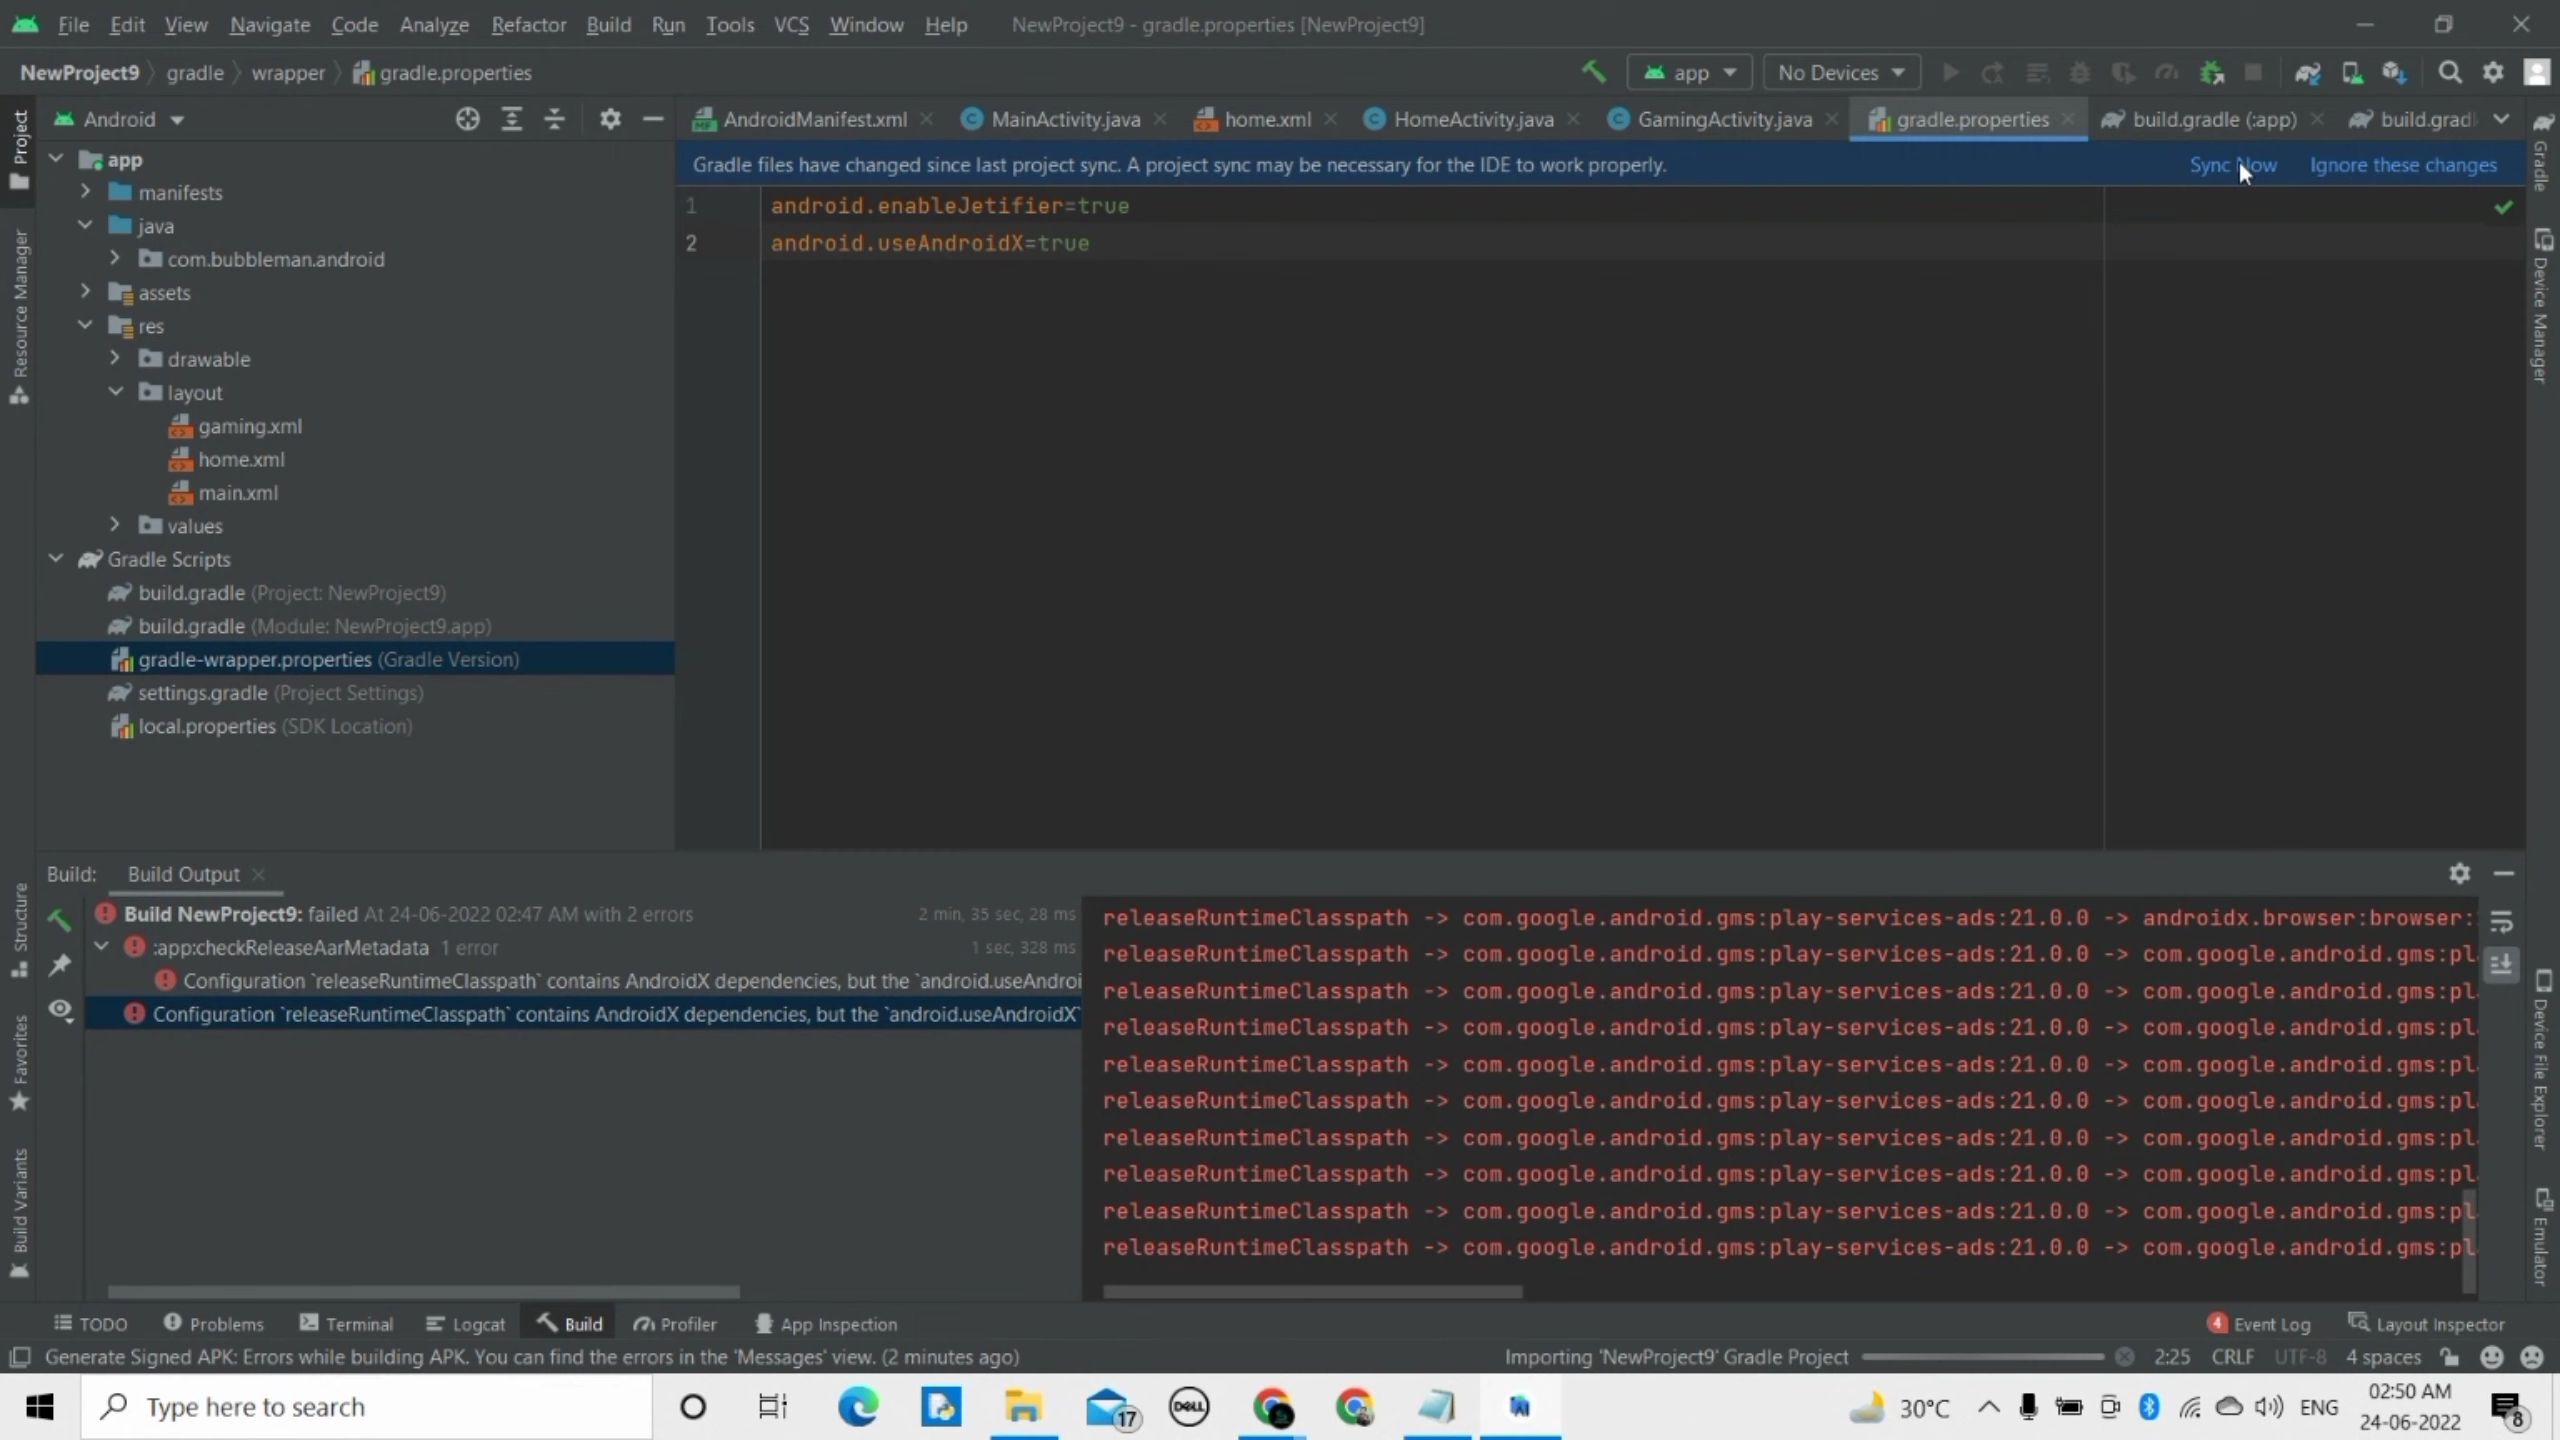 File Edit View Navigate Code Analyze Refactor Build Run Tools VCS Window Help NewProject9 - gradle.properties [NewProject9]
NewProject9 gradle wrapper gradle.properties app No Devices
Android
AndroidManifest.xml MainActivity.java home.xml HomeActivity.java GamingActivity.java gradle.properties build.gradle (:app) build.gradl
Gradle files have changed since last project sync. A project sync may be necessary for the IDE to work properly. Sync Now Ignore these changes
1 android.enableJetifier=true
2 android.useAndroidX=true
app
manifests
java
com.bubbleman.android
assets
res
drawable
layout
gaming.xml
home.xml
main.xml
values
Gradle Scripts
build.gradle (Project: NewProject9)
build.gradle (Module: NewProject9.app)
gradle-wrapper.properties (Gradle Version)
settings.gradle (Project Settings)
local.properties (SDK Location)
Project
Resource Manager
Structure
Favorites
Build Variants
Gradle
Device Manager
Device File Explorer
Emulator
Build: Build Output
Build NewProject9: failed At 24-06-2022 02:47 AM with 2 errors 2 min, 35 sec, 28 ms
:app:checkReleaseAarMetadata 1 error 1 sec, 328 ms
Configuration `releaseRuntimeClasspath` contains AndroidX dependencies, but the `android.useAndroi
Configuration `releaseRuntimeClasspath` contains AndroidX dependencies, but the `android.useAndroidX`
releaseRuntimeClasspath -> com.google.android.gms:play-services-ads:21.0.0 -> androidx.browser:browser:
releaseRuntimeClasspath -> com.google.android.gms:play-services-ads:21.0.0 -> com.google.android.gms:pl
releaseRuntimeClasspath -> com.google.android.gms:play-services-ads:21.0.0 -> com.google.android.gms:pl
releaseRuntimeClasspath -> com.google.android.gms:play-services-ads:21.0.0 -> com.google.android.gms:pl
releaseRuntimeClasspath -> com.google.android.gms:play-services-ads:21.0.0 -> com.google.android.gms:pl
releaseRuntimeClasspath -> com.google.android.gms:play-services-ads:21.0.0 -> com.google.android.gms:pl
releaseRuntimeClasspath -> com.google.android.gms:play-services-ads:21.0.0 -> com.google.android.gms:pl
releaseRuntimeClasspath -> com.google.android.gms:play-services-ads:21.0.0 -> com.google.android.gms:pl
releaseRuntimeClasspath -> com.google.android.gms:play-services-ads:21.0.0 -> com.google.android.gms:pl
releaseRuntimeClasspath -> com.google.android.gms:play-services-ads:21.0.0 -> com.google.android.gms:pl
TODO Problems Terminal Logcat Build Profiler App Inspection 4 Event Log Layout Inspector
Generate Signed APK: Errors while building APK. You can find the errors in the 'Messages' view. (2 minutes ago) Importing 'NewProject9' Gradle Project 2:25 CRLF UTF-8 4 spaces
Type here to search 17 DELL 30°C ENG 02:50 AM
24-06-2022 8